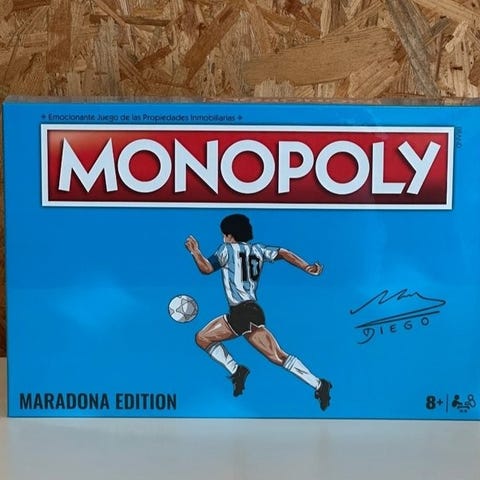 Emocionante Juego de las Propiedades Inmobiliarias
MONOPOLY
10
DIEGO
MARADONA EDITION
8+